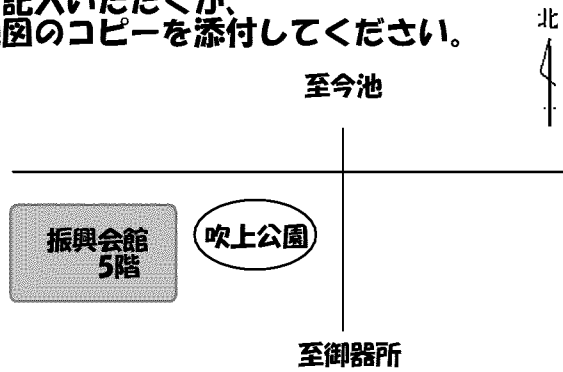 記入いただくか、
図のコピーを添付してください。
北
至今池
振興会館
5階
吹上公園
至御器所